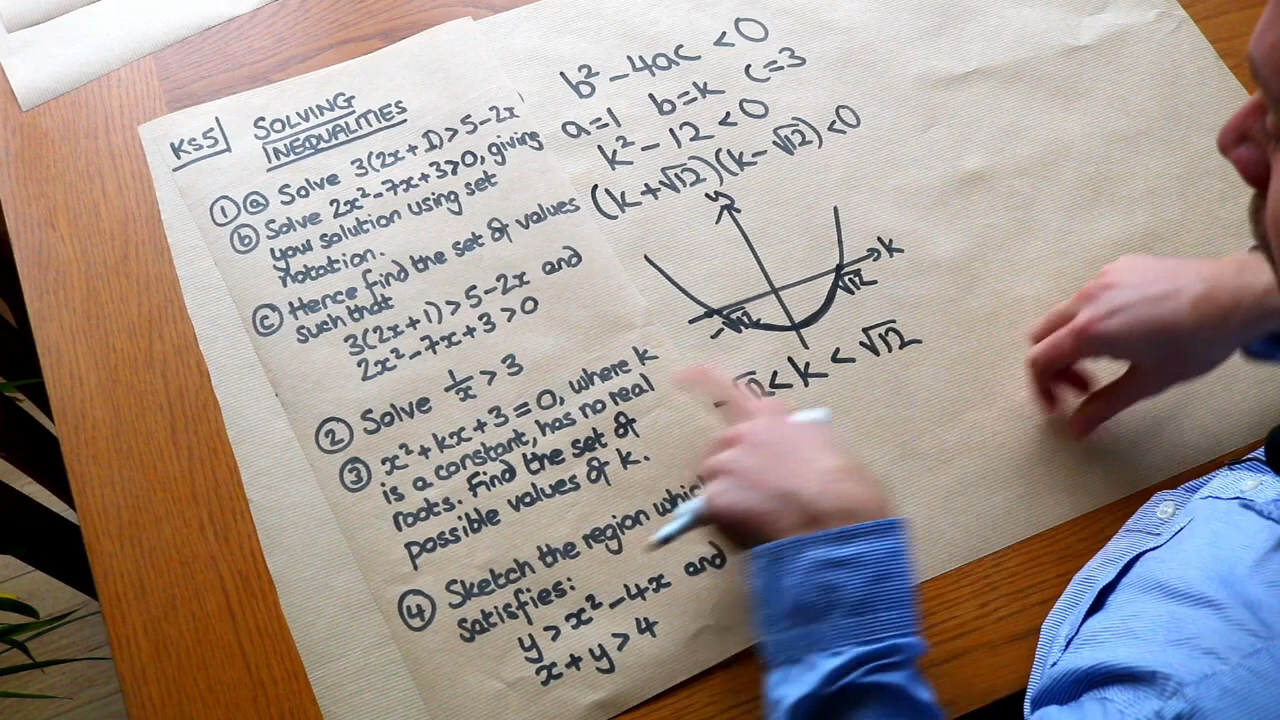 KS5
SOLVING
INEQUALITIES
① ⓐ Solve 3(2x+1)>5-2x
ⓑ Solve 2x²-7x+3>0, giving
your solution using set
notation.
ⓒ Hence find the set of values
such that
3(2x+1)>5-2x and
2x²-7x+3>0
② Solve 1/x > 3
③ x²+kx+3=0, where k
is a constant, has no real
roots. Find the set of
possible values of k.
④ Sketch the region which
satisfies:
y>x²-4x and
x+y>4
b²-4ac<0
a=1 b=k c=3
k²-12<0
(k+√12)(k-√12)<0
y
k
-√12
√12
<k<√12